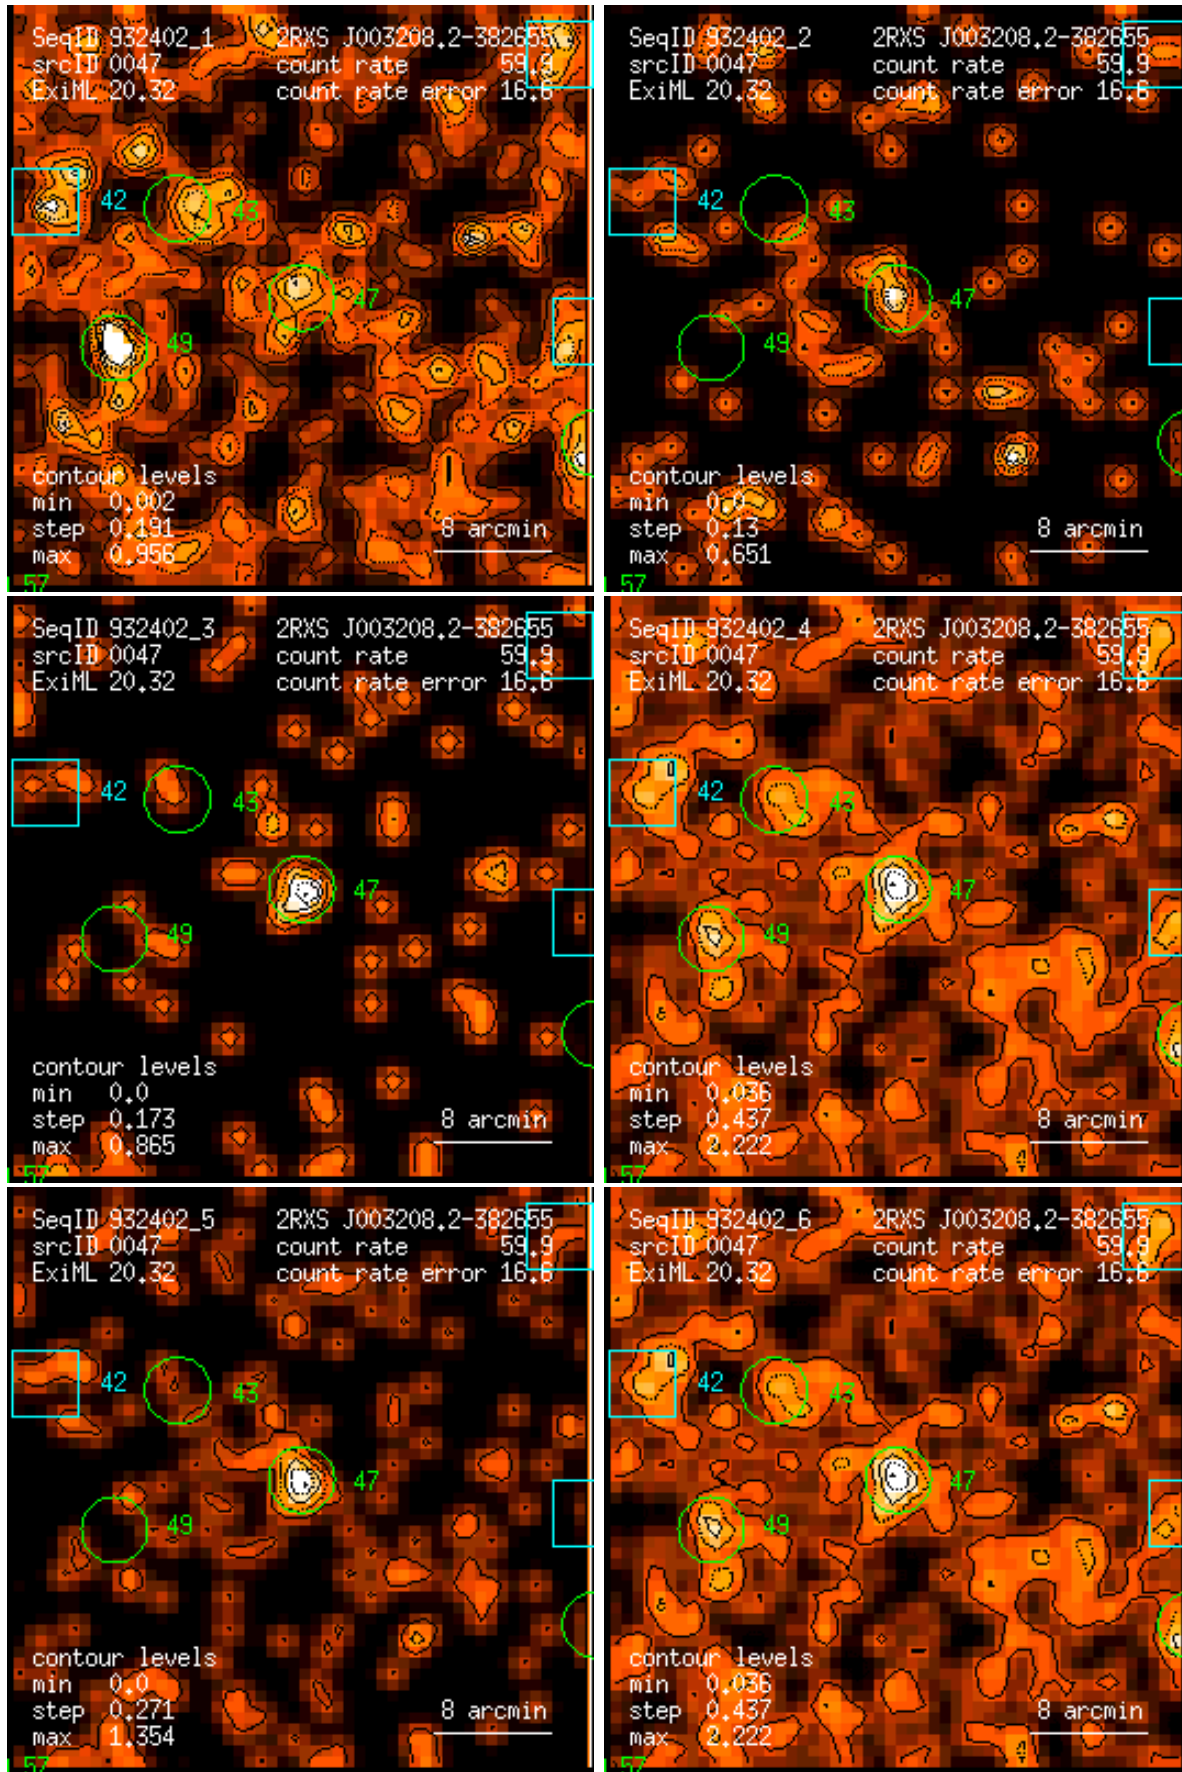 SeqID 932402_1 2RXS J003208.2-382655
srcID 0047 count rate 59.9
ExiML 20.32 count rate error 16.6
42
43
47
49
contour levels
min 0.002
step 0.191 8 arcmin
max 0.956
57
SeqID 932402_2 2RXS J003208.2-382655
srcID 0047 count rate 59.9
ExiML 20.32 count rate error 16.6
42
43
47
49
contour levels
min 0.0
step 0.13 8 arcmin
max 0.651
57
SeqID 932402_3 2RXS J003208.2-382655
srcID 0047 count rate 59.9
ExiML 20.32 count rate error 16.6
42
43
47
49
contour levels
min 0.0
step 0.173 8 arcmin
max 0.865
57
SeqID 932402_4 2RXS J003208.2-382655
srcID 0047 count rate 59.9
ExiML 20.32 count rate error 16.6
42
43
47
49
contour levels
min 0.036
step 0.437 8 arcmin
max 2.222
57
SeqID 932402_5 2RXS J003208.2-382655
srcID 0047 count rate 59.9
ExiML 20.32 count rate error 16.6
42
43
47
49
contour levels
min 0.0
step 0.271 8 arcmin
max 1.354
57
SeqID 932402_6 2RXS J003208.2-382655
srcID 0047 count rate 59.9
ExiML 20.32 count rate error 16.6
42
43
47
49
contour levels
min 0.036
step 0.437 8 arcmin
max 2.222
57